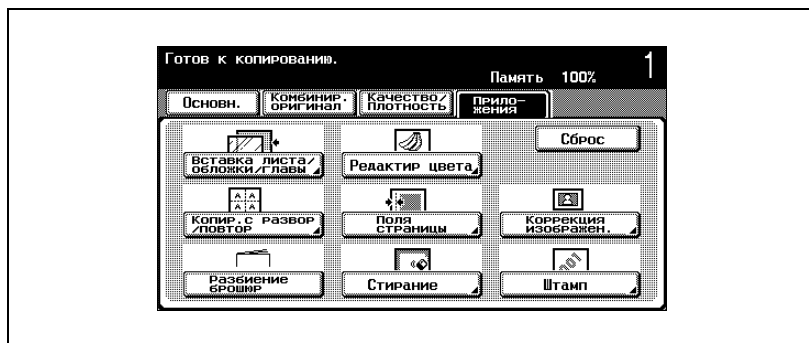 Готов к копированию.
Память 100% 1
Основн.
Комбинир.
оригинал
Качество/
Плотность
Прило-
жения
Сброс
Вставка листа/
обложки/главы
Редактир цвета
Копир.с развор
/повтор
Поля
страницы
Коррекция
изображен.
Разбиение
брошюр
Стирание
Штамп